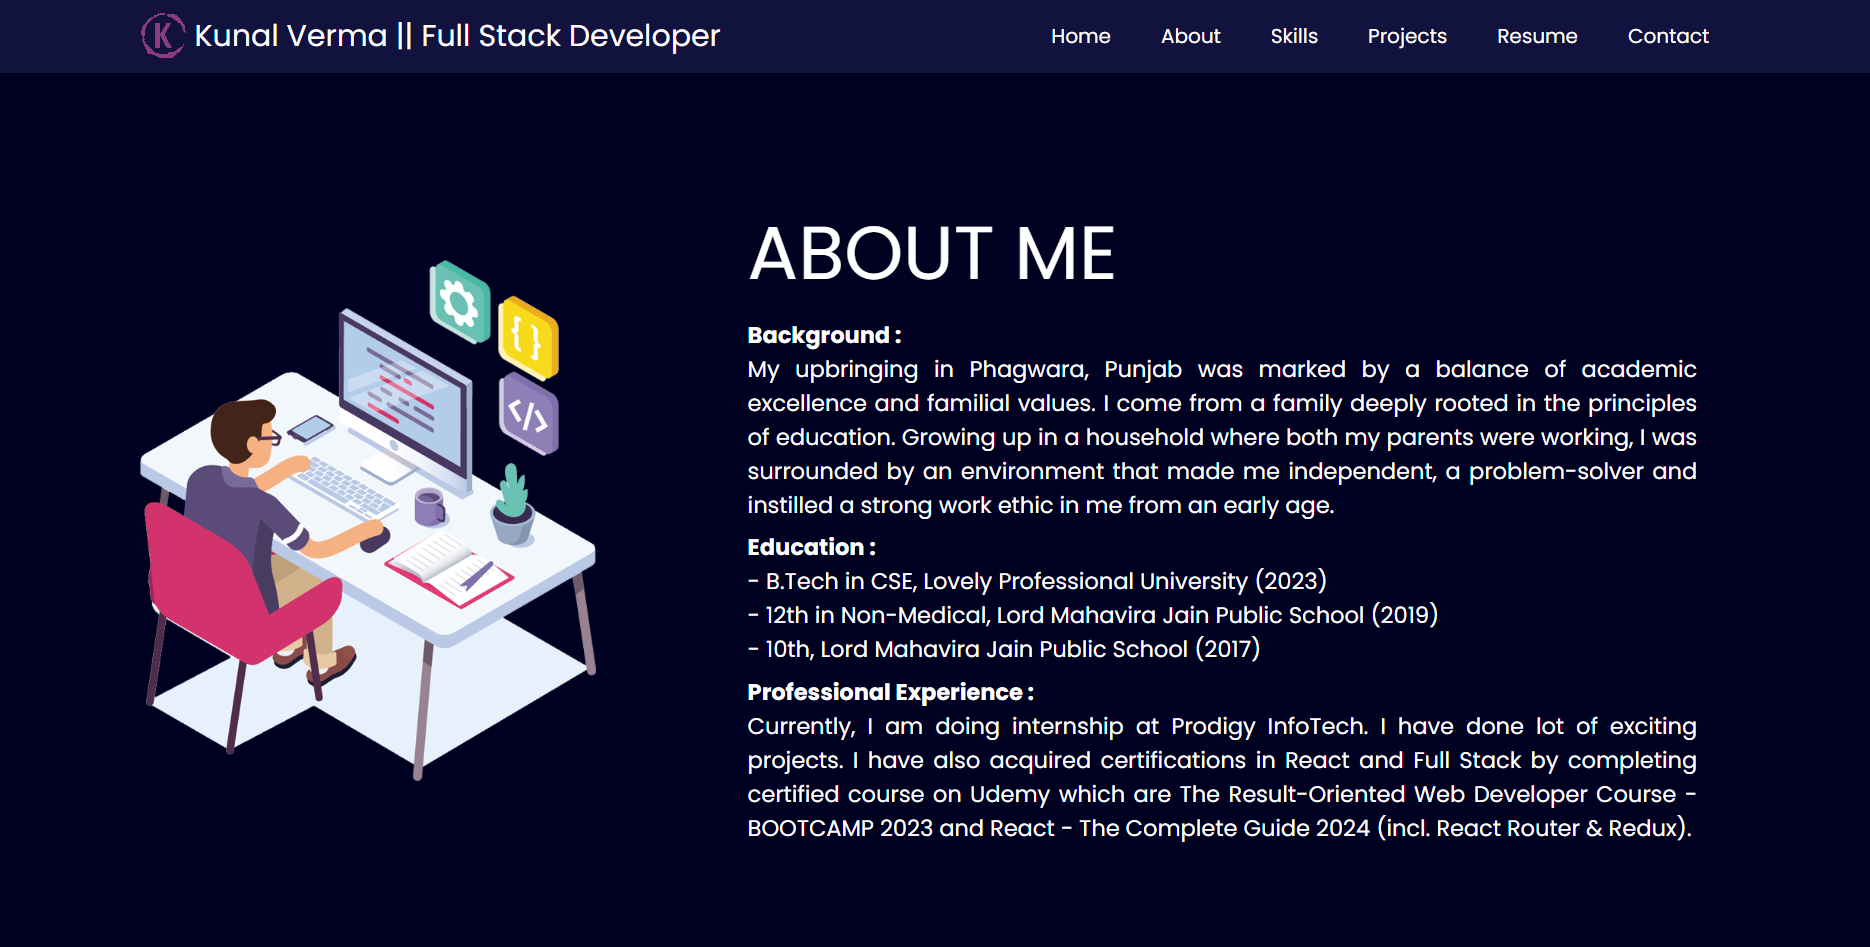 K Kunal Verma || Full Stack Developer
Home About Skills Projects Resume Contact
ABOUT ME
Background :
My upbringing in Phagwara, Punjab was marked by a balance of academic
excellence and familial values. I come from a family deeply rooted in the principles
of education. Growing up in a household where both my parents were working, I was
surrounded by an environment that made me independent, a problem-solver and
instilled a strong work ethic in me from an early age.
Education :
- B.Tech in CSE, Lovely Professional University (2023)
- 12th in Non-Medical, Lord Mahavira Jain Public School (2019)
- 10th, Lord Mahavira Jain Public School (2017)
Professional Experience :
Currently, I am doing internship at Prodigy InfoTech. I have done lot of exciting
projects. I have also acquired certifications in React and Full Stack by completing
certified course on Udemy which are The Result-Oriented Web Developer Course -
BOOTCAMP 2023 and React - The Complete Guide 2024 (incl. React Router & Redux).
{ }
</>